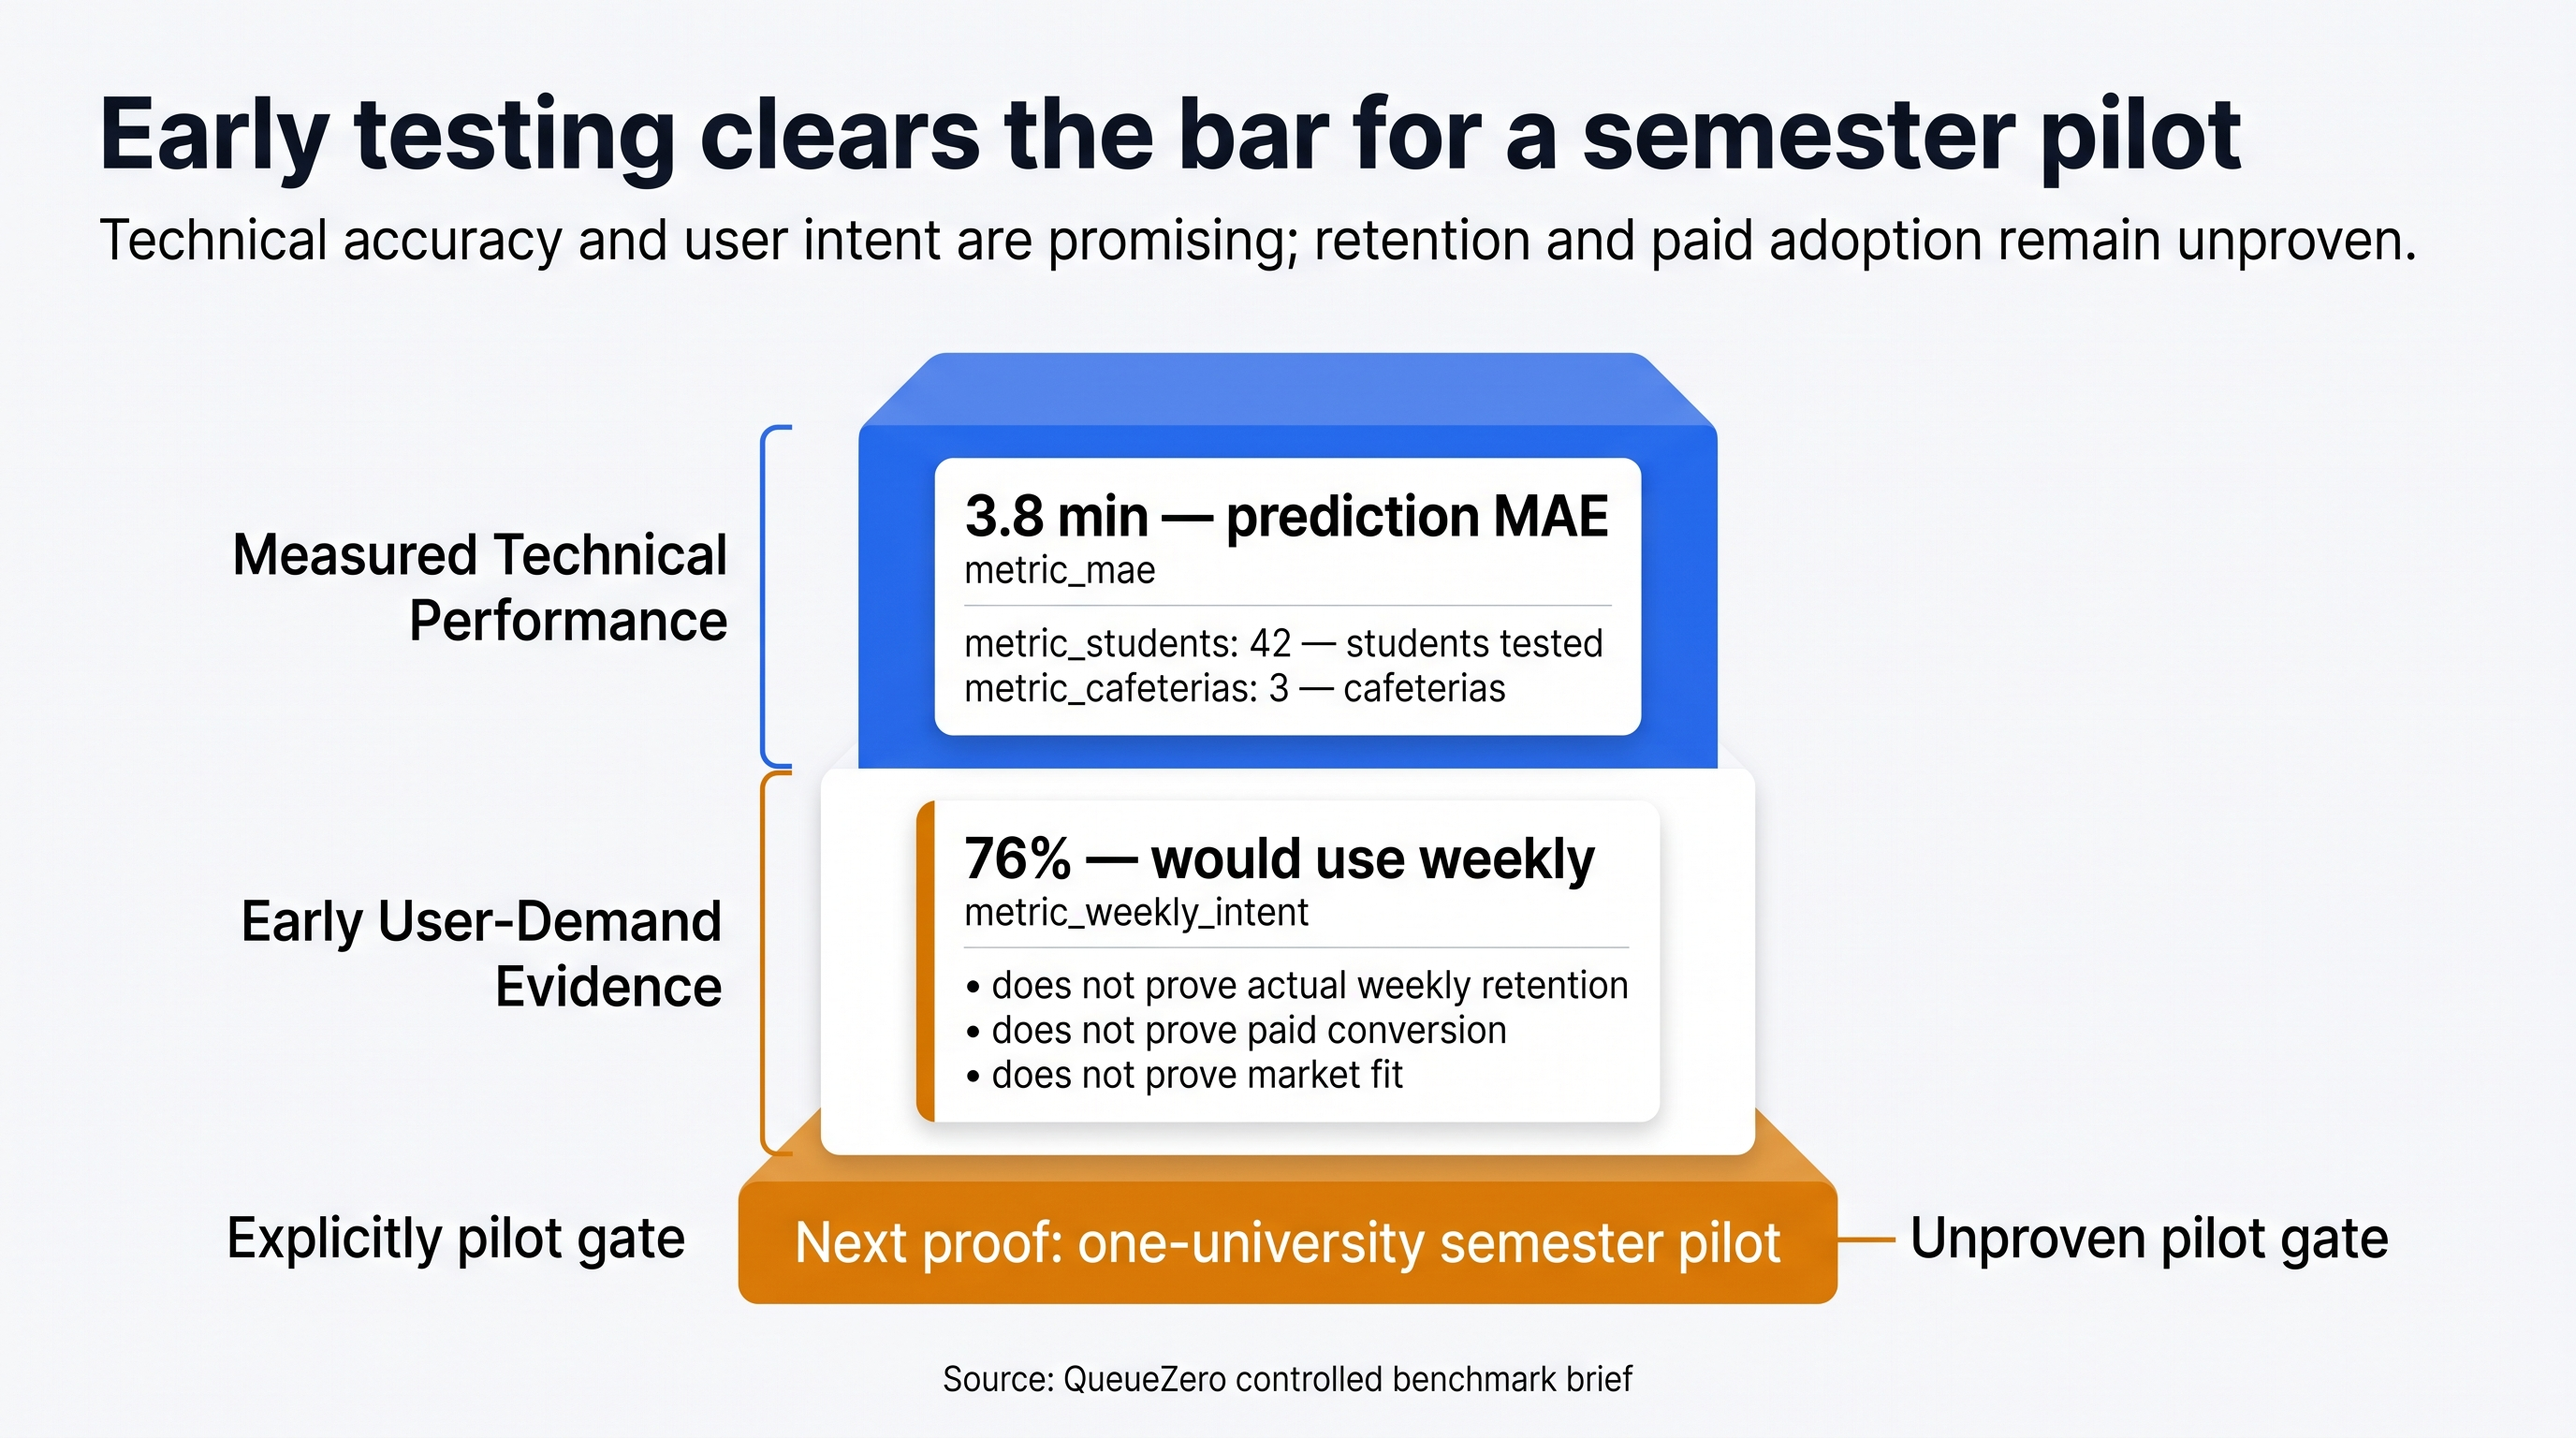 Early testing clears the bar for a semester pilot
Technical accuracy and user intent are promising; retention and paid adoption remain unproven.
Measured Technical
Performance
3.8 min — prediction MAE
metric_mae
metric_students: 42 — students tested
metric_cafeterias: 3 — cafeterias
Early User-Demand
Evidence
76% — would use weekly
metric_weekly_intent
• does not prove actual weekly retention
• does not prove paid conversion
• does not prove market fit
Explicitly pilot gate
Next proof: one-university semester pilot
Unproven pilot gate
Source: QueueZero controlled benchmark brief